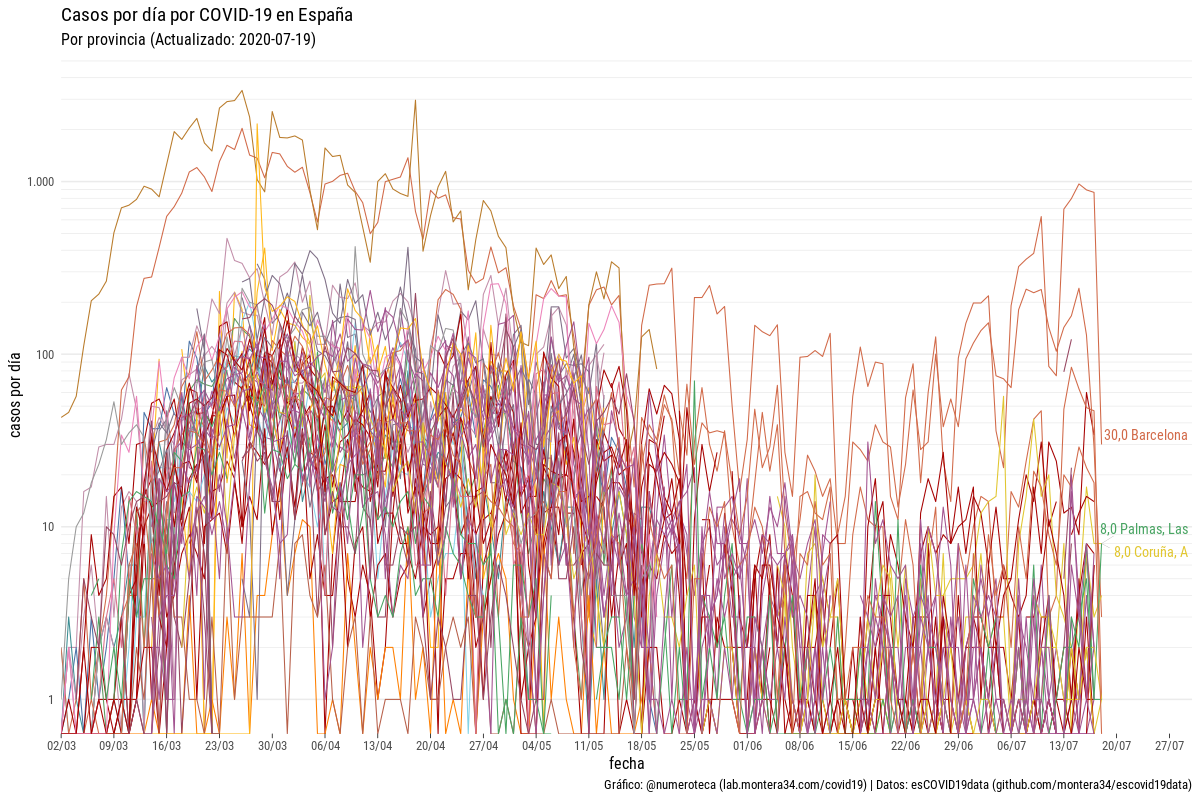 Casos por día por COVID-19 en España
Por provincia (Actualizado: 2020-07-19)
casos por día
1.000
100
10
1
30,0 Barcelona
8,0 Palmas, Las
8,0 Coruña, A
02/03 09/03 16/03 23/03 30/03 06/04 13/04 20/04 27/04 04/05 11/05 18/05 25/05 01/06 08/06 15/06 22/06 29/06 06/07 13/07 20/07 27/07
fecha
Gráfico: @numeroteca (lab.montera34.com/covid19) | Datos: esCOVID19data (github.com/montera34/escovid19data)